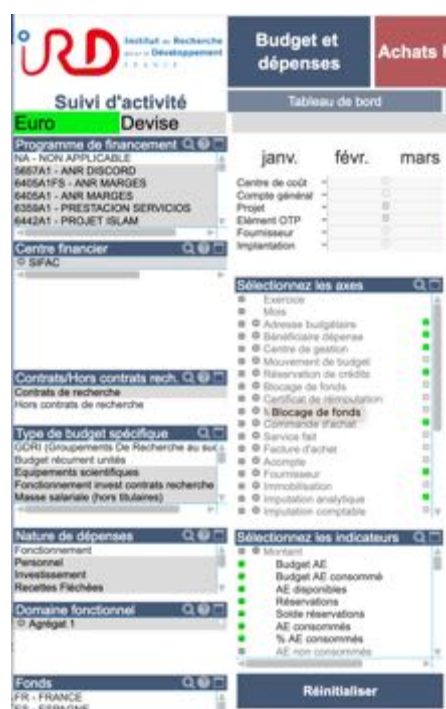 IRD
Institut de Recherche
pour le Développement
FRANCE
Budget et
dépenses
Achats
Suivi d'activité
Tableau de bord
Euro
Devise
Programme de financement
NA - NON APPLICABLE
5657A1 - ANR DISCORD
6405A1FS - ANR MARGES
6405A1 - ANR MARGES
6359A1 - PRESTACION SERVICIOS
6442A1 - PROJET ISLAM
janv.
févr.
mars
Centre de coût
Compte général
Projet
Elément OTP
Fournisseur
Implantation
Centre financier
SIFAC
Sélectionnez les axes
Exercice
Mois
Adresse budgétaire
Bénéficiaire dépense
Centre de gestion
Mouvement de budget
Réservation de crédits
Blocage de fonds
Certificat de réimputation
Blocage de fonds
Commande d'achat
Service fait
Facture d'achat
Acompte
Fournisseur
Immobilisation
Imputation analytique
Imputation comptable
Contrats/Hors contrats rech.
Contrats de recherche
Hors contrats de recherche
Type de budget spécifique
GDRI (Groupements De Recherche au
Budget récurrent unités
Equipements scientifiques
Fonctionnement invest contrats recherche
Masse salariale (hors titulaires)
Nature de dépenses
Fonctionnement
Personnel
Investissement
Recettes Fléchées
Sélectionnez les indicateurs
Montant
Budget AE
Budget AE consommé
AE disponibles
Réservations
Solde réservations
AE consommés
% AE consommés
AE non consommés
Domaine fonctionnel
Agrégat 1
Fonds
FR - FRANCE
ES - ESPAGNE
Réinitialiser